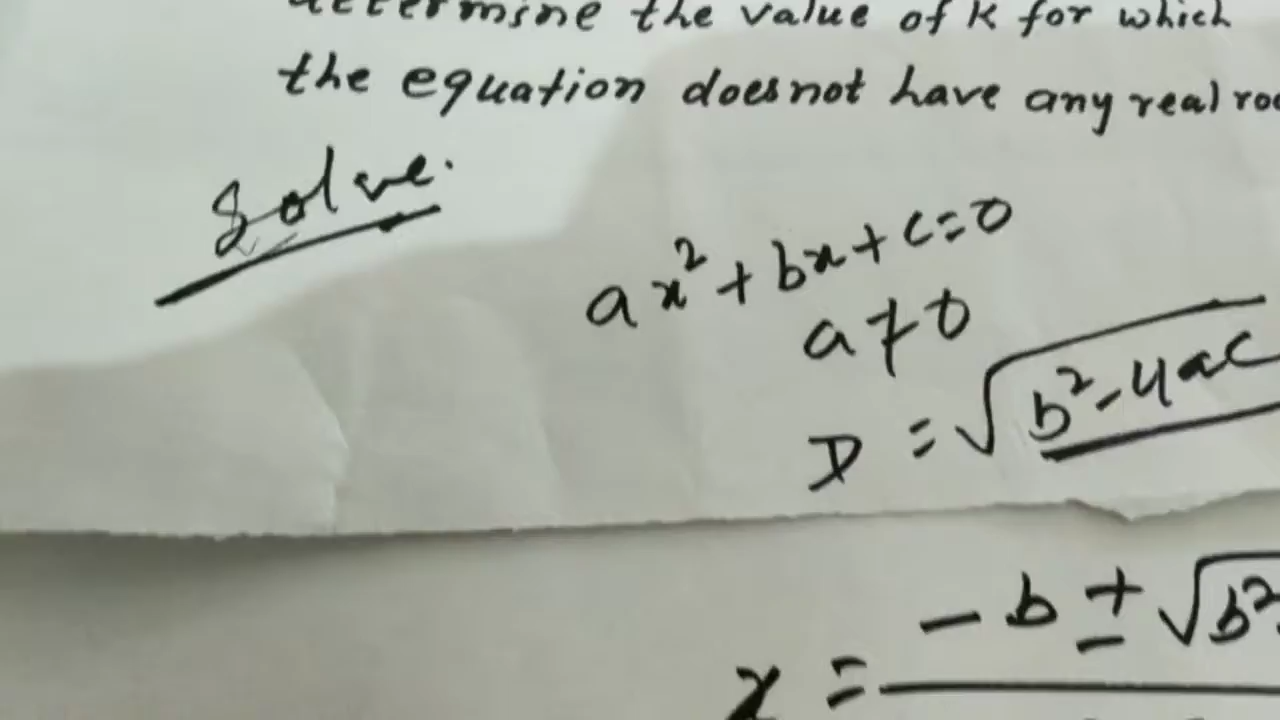 determine the value of k for which
the equation does not have any real
Solve.
ax² + bx + c = 0
a ≠ 0
D = √b² - 4ac
x = -b ± √b²